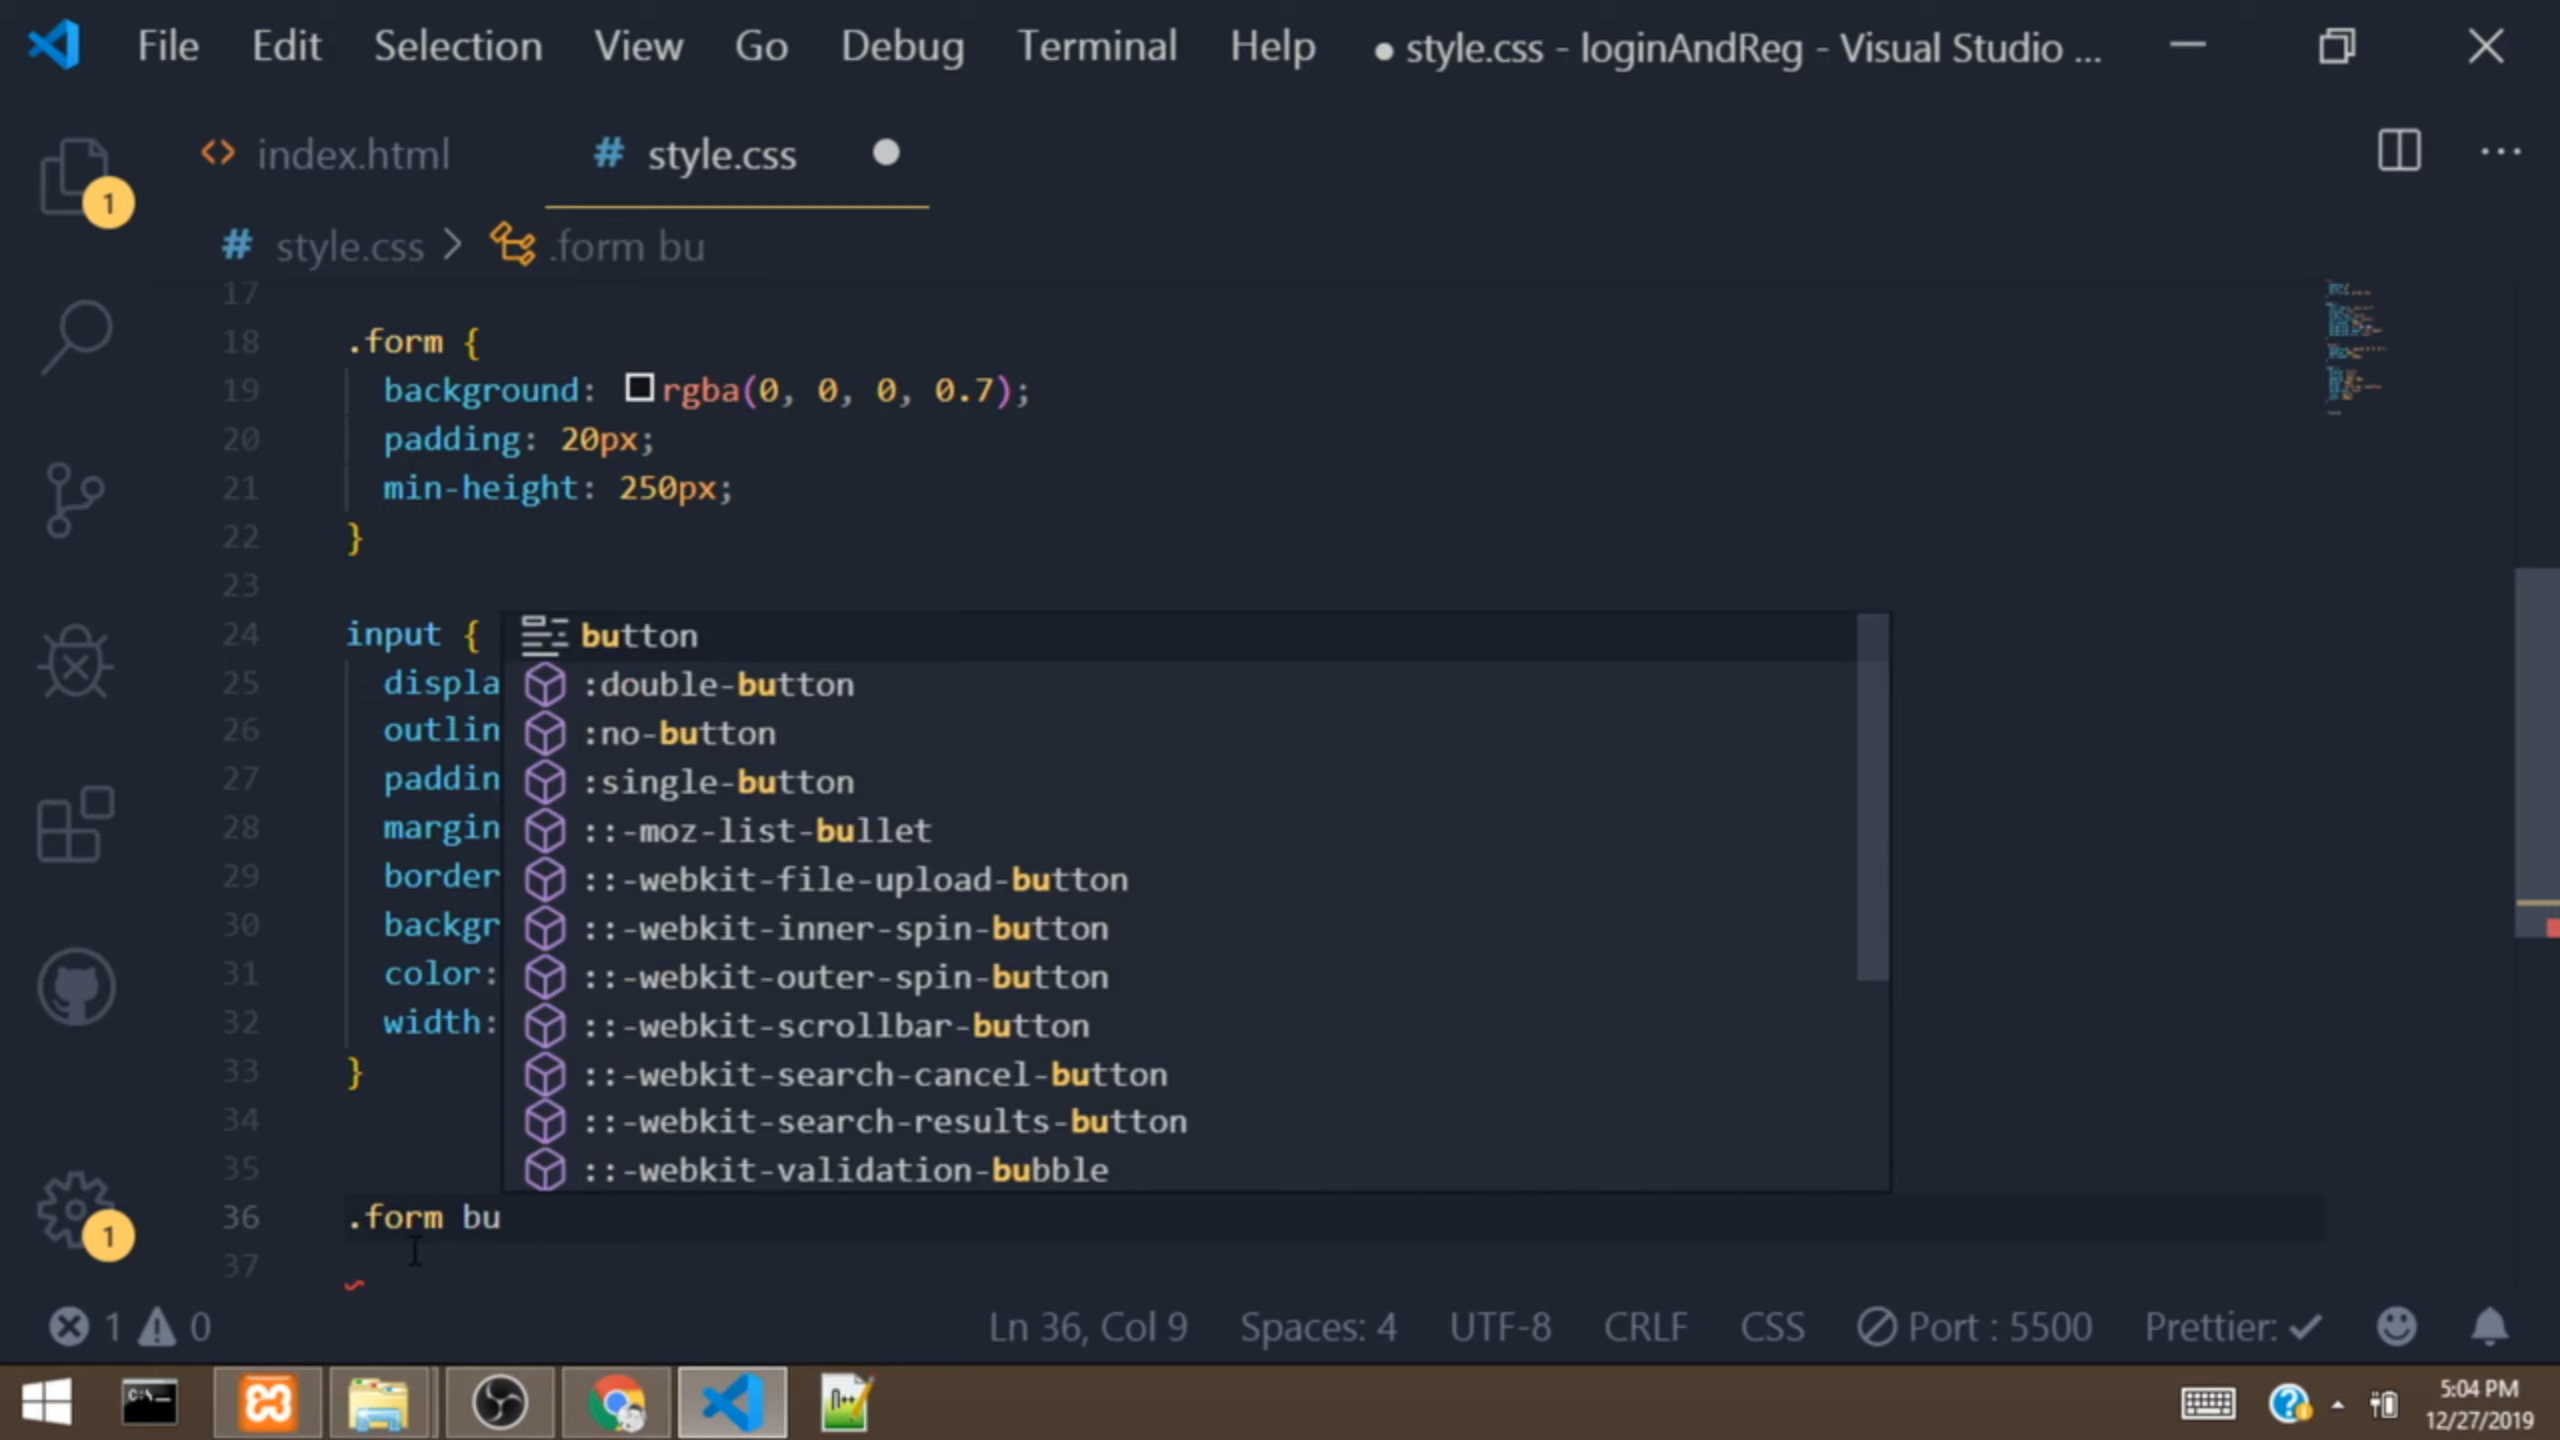 File Edit Selection View Go Debug Terminal Help ● style.css - loginAndReg - Visual Studio ...
1 <> index.html # style.css
# style.css > .form bu
17
18 .form {
19 background: rgba(0, 0, 0, 0.7);
20 padding: 20px;
21 min-height: 250px;
22 }
23
24 input { button
25 displa :double-button
26 outlin :no-button
27 paddin :single-button
28 margin ::-moz-list-bullet
29 border ::-webkit-file-upload-button
30 backgr ::-webkit-inner-spin-button
31 color: ::-webkit-outer-spin-button
32 width: ::-webkit-scrollbar-button
33 } ::-webkit-search-cancel-button
34 ::-webkit-search-results-button
35 ::-webkit-validation-bubble
36 .form bu
1 37
1 0 Ln 36, Col 9 Spaces: 4 UTF-8 CRLF CSS Port : 5500 Prettier: ✓
C:\ n++ 5:04 PM
12/27/2019